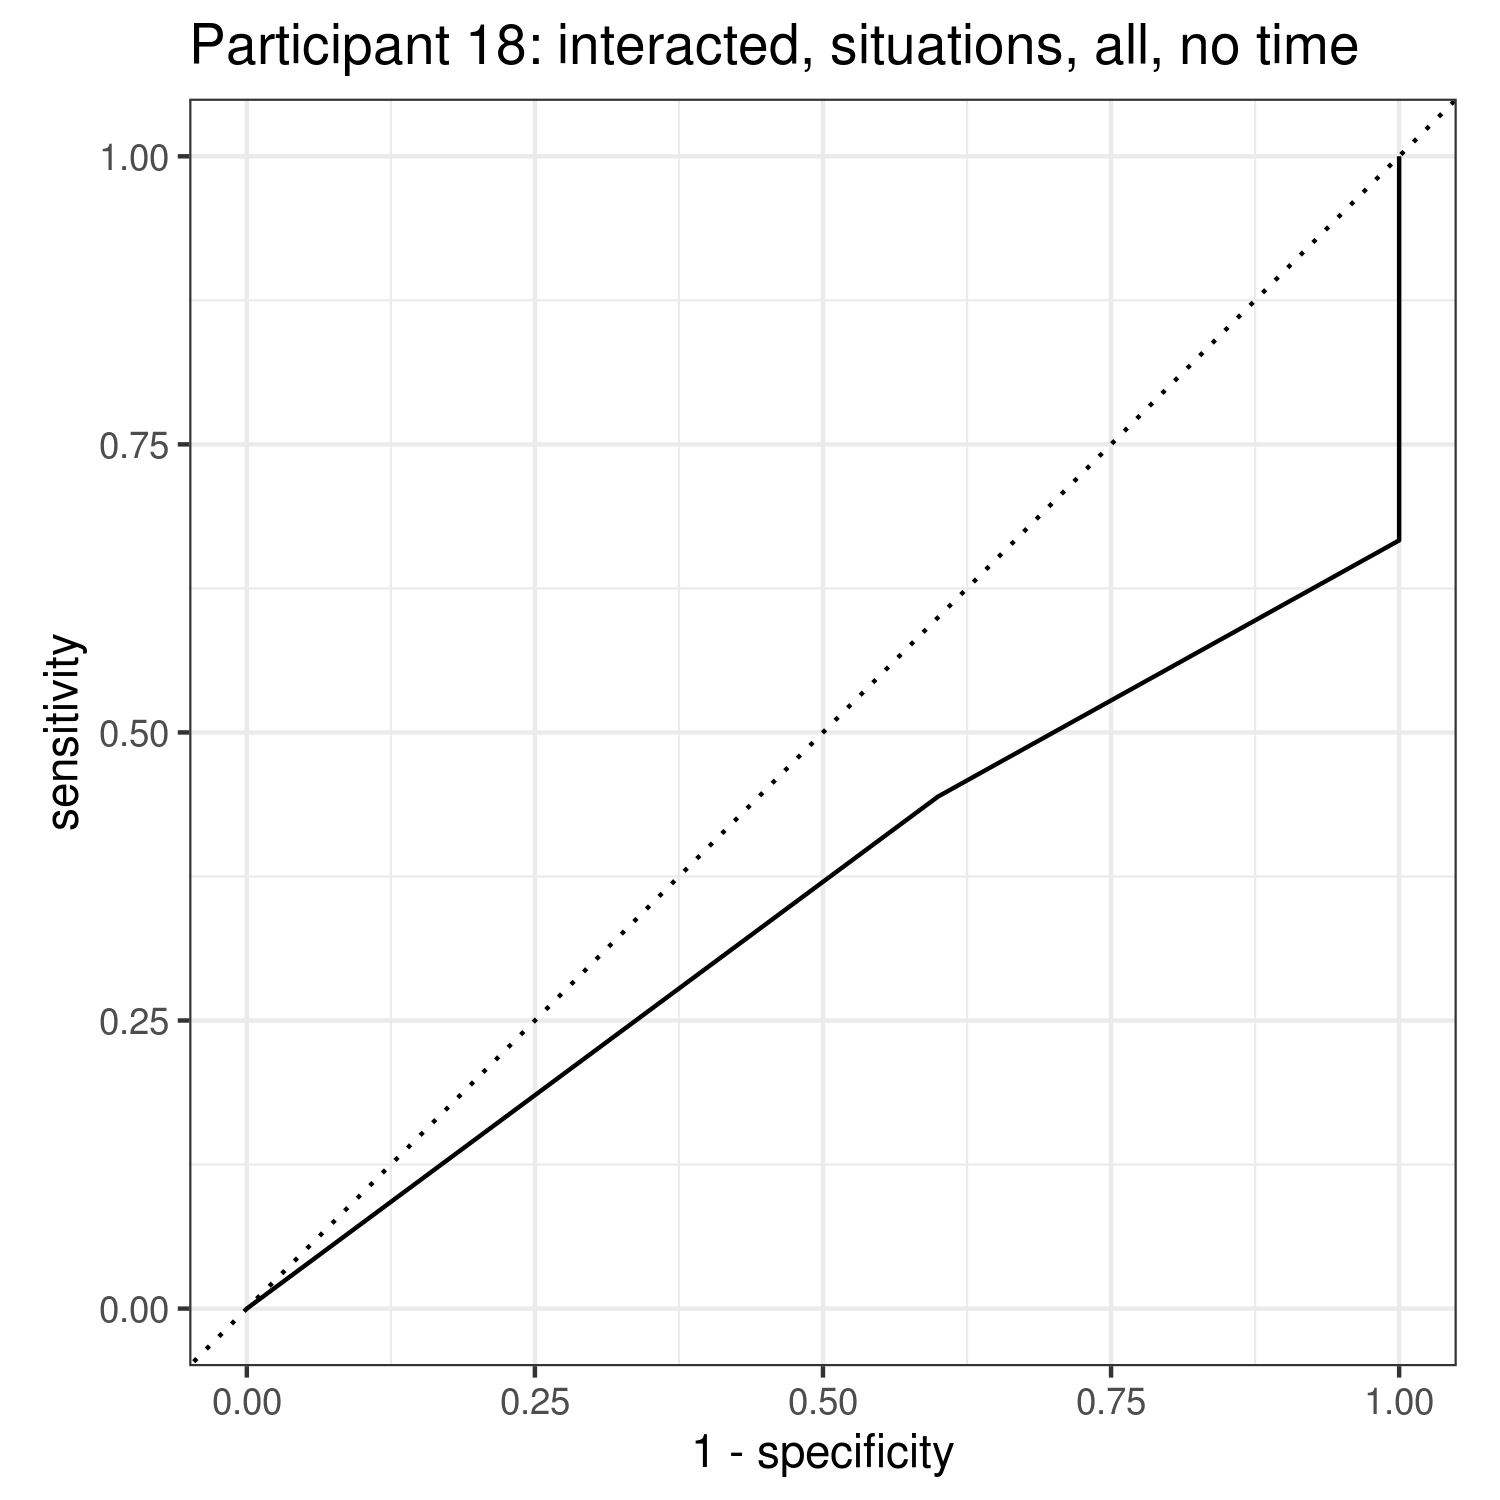 Participant 18: interacted, situations, all, no time
1.00
0.75
0.50
0.25
0.00
sensitivity
0.00 0.25 0.50 0.75 1.00
1 - specificity